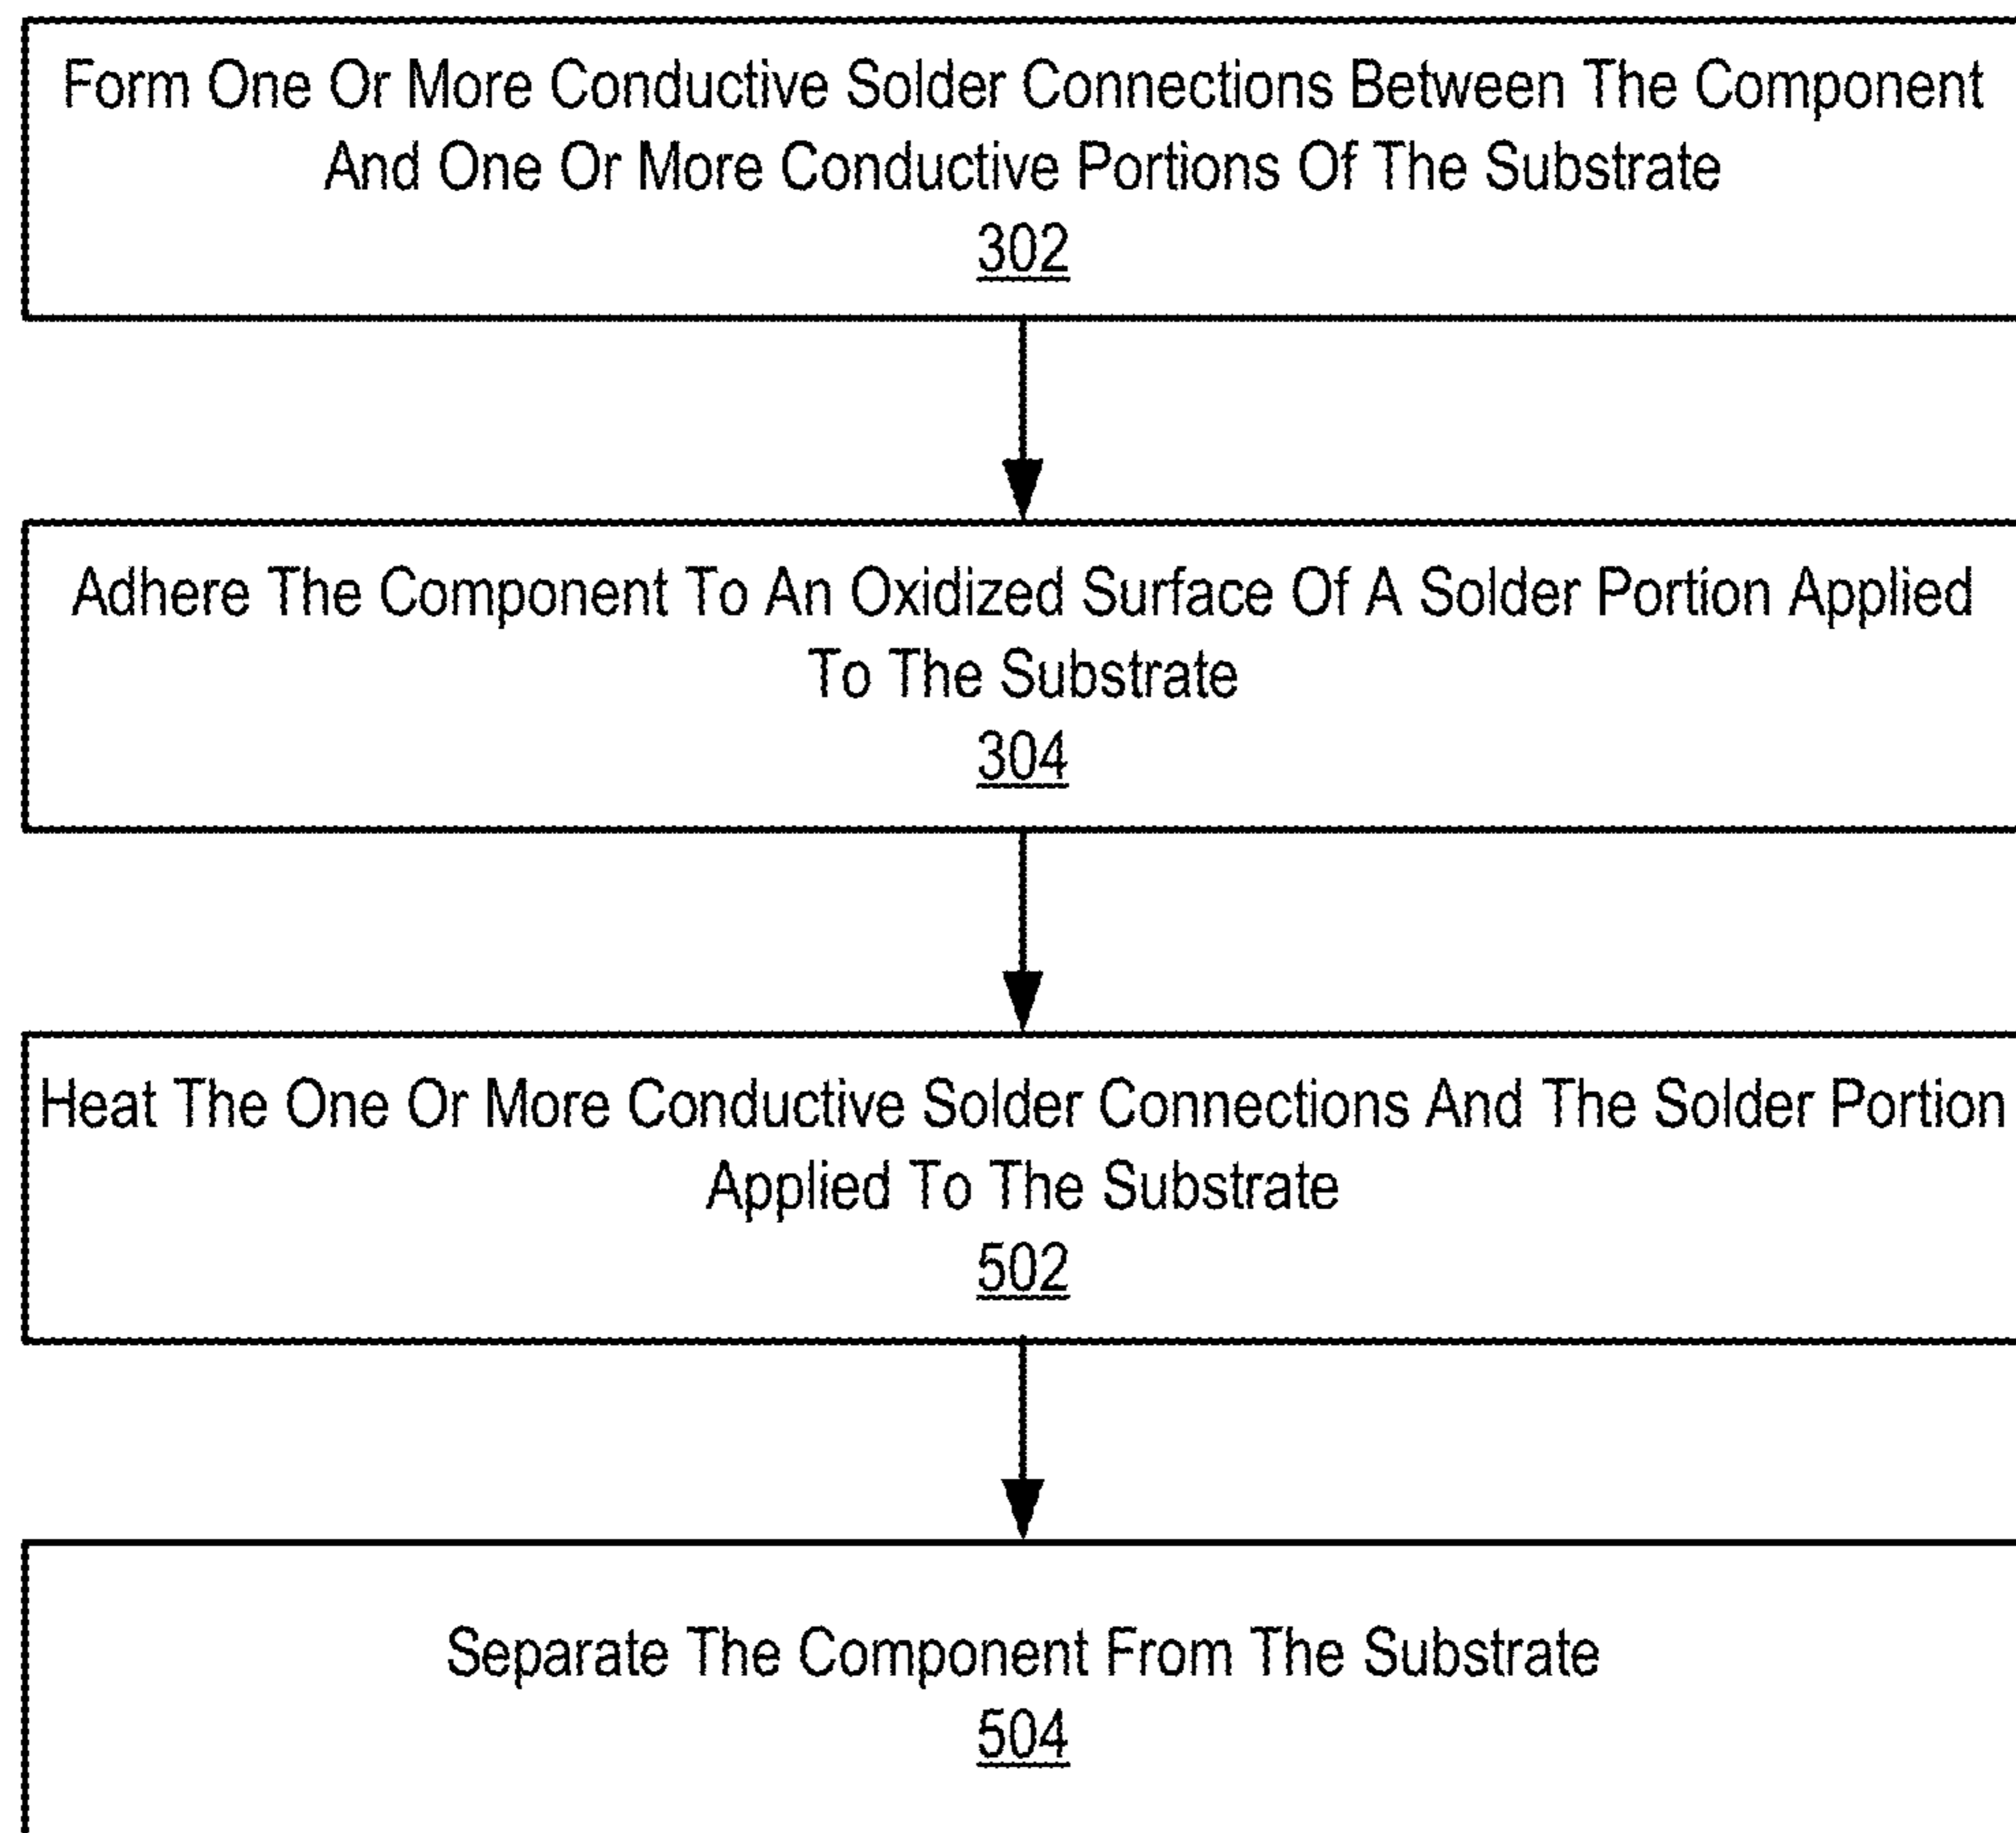 Form One Or More Conductive Solder Connections Between The Component
And One Or More Conductive Portions Of The Substrate
302
Adhere The Component To An Oxidized Surface Of A Solder Portion Applied
To The Substrate
304
Heat The One Or More Conductive Solder Connections And The Solder Portion
Applied To The Substrate
502
Separate The Component From The Substrate
504